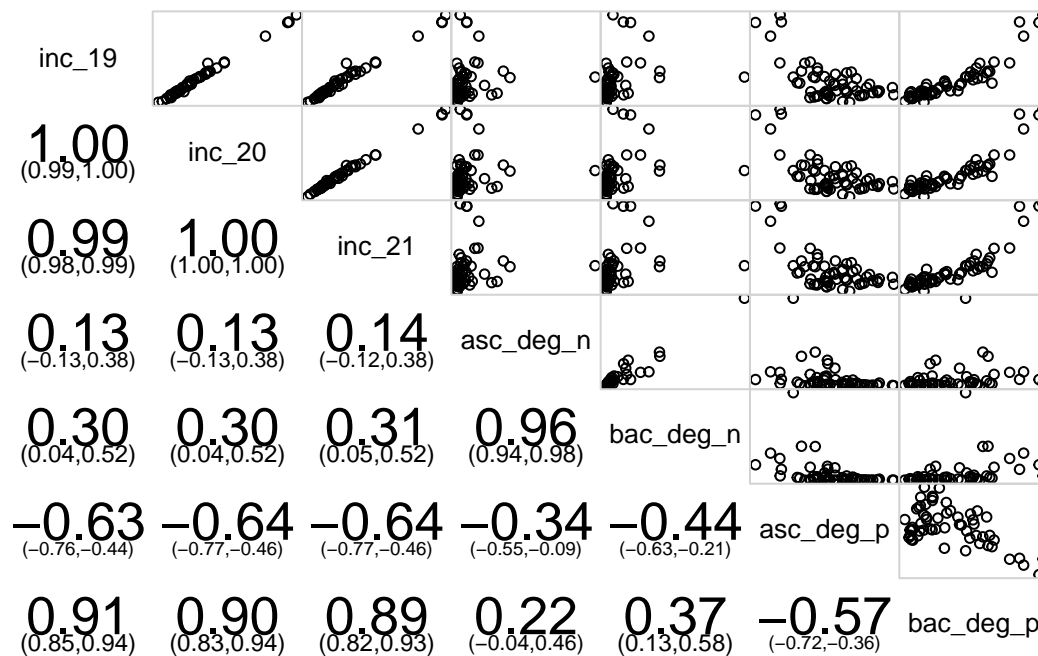 inc_19
1.00 inc_20
(0.99,1.00)
0.99 1.00 inc_21
(0.98,0.99) (1.00,1.00)
0.13 0.13 0.14 asc_deg_n
(−0.13,0.38) (−0.13,0.38) (−0.12,0.38)
0.30 0.30 0.31 0.96 bac_deg_n
(0.04,0.52) (0.04,0.52) (0.05,0.52) (0.94,0.98)
−0.63 −0.64 −0.64 −0.34 −0.44 asc_deg_p
(−0.76,−0.44) (−0.77,−0.46) (−0.77,−0.46) (−0.55,−0.09) (−0.63,−0.21)
0.91 0.90 0.89 0.22 0.37 −0.57 bac_deg_p
(0.85,0.94) (0.83,0.94) (0.82,0.93) (−0.04,0.46) (0.13,0.58) (−0.72,−0.36)